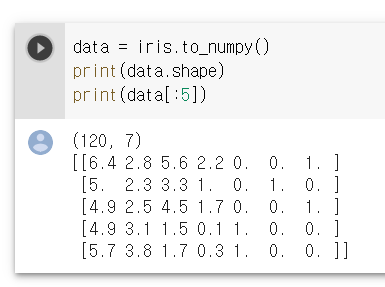 data = iris.to_numpy()
print(data.shape)
print(data[:5])
(120, 7)
[[6.4 2.8 5.6 2.2 0.  0.  1. ]
 [5.  2.3 3.3 1.  0.  1.  0. ]
 [4.9 2.5 4.5 1.7 0.  0.  1. ]
 [4.9 3.1 1.5 0.1 1.  0.  0. ]
 [5.7 3.8 1.7 0.3 1.  0.  0. ]]